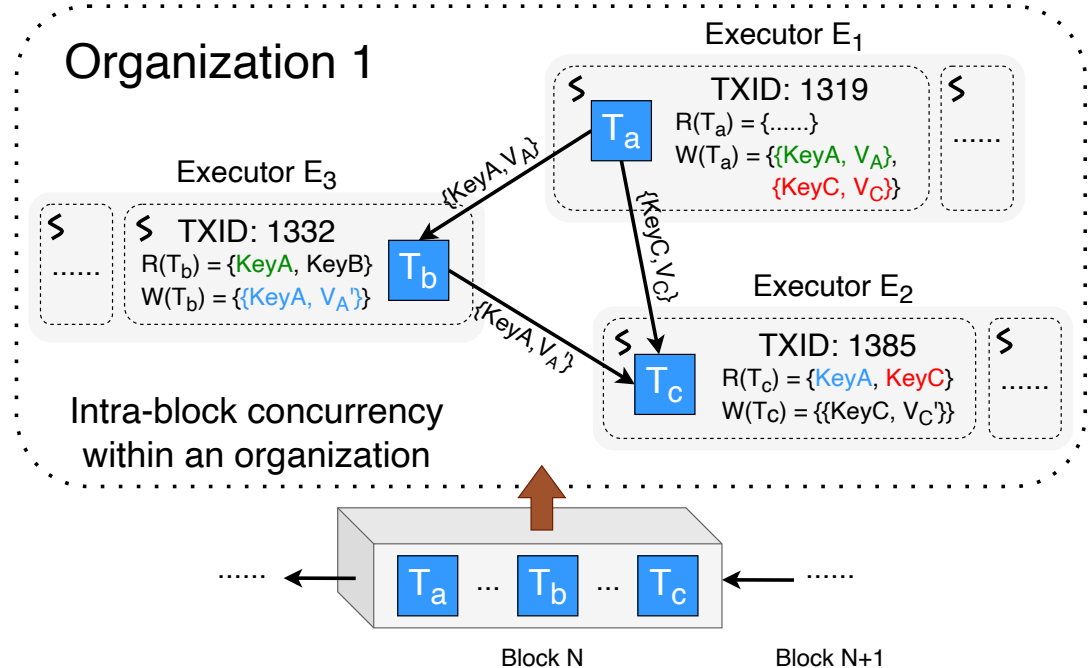 Organization 1
Executor E1
TXID: 1319
Ta
R(Ta) = {......}
W(Ta) = {{KeyA, VA},
{KeyC, VC}}
......
{KeyA,VA}
{KeyC,VC}
Executor E3
......
TXID: 1332
R(Tb) = {KeyA, KeyB}
W(Tb) = {{KeyA, VA'}}
Tb
{KeyA,VA'}
Executor E2
TXID: 1385
Tc
R(Tc) = {KeyA, KeyC}
W(Tc) = {{KeyC, VC'}}
......
Intra-block concurrency
within an organization
...... Ta ... Tb ... Tc ......
Block N
Block N+1